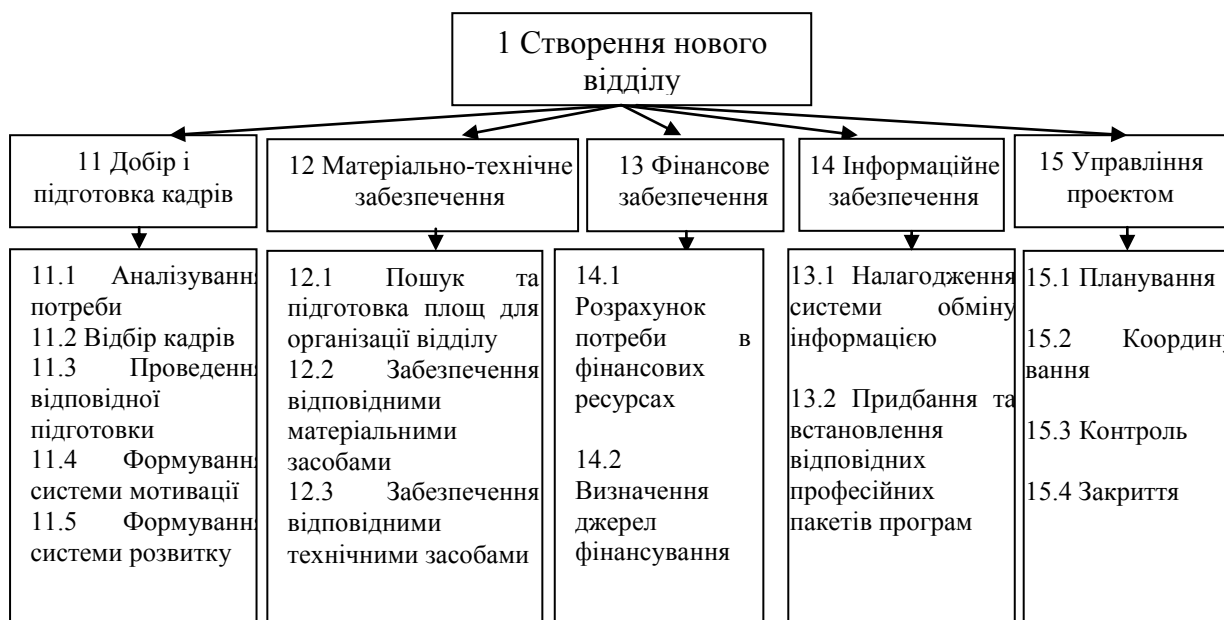 1 Створення нового
відділу
11 Добір і
підготовка кадрів
12 Матеріально-технічне
забезпечення
13 Фінансове
забезпечення
14 Інформаційне
забезпечення
15 Управління
проектом
11.1 Аналізування
потреби
11.2 Відбір кадрів
11.3 Проведення
відповідної
підготовки
11.4 Формування
системи мотивації
11.5 Формування
системи розвитку
12.1 Пошук та
підготовка площ для
організації відділу
12.2 Забезпечення
відповідними
матеріальними
засобами
12.3 Забезпечення
відповідними
технічними засобами
14.1
Розрахунок
потреби в
фінансових
ресурсах
14.2
Визначення
джерел
фінансування
13.1 Налагодження
системи обміну
інформацією
13.2 Придбання та
встановлення
відповідних
професійних
пакетів програм
15.1 Планування
15.2 Координу
вання
15.3 Контроль
15.4 Закриття